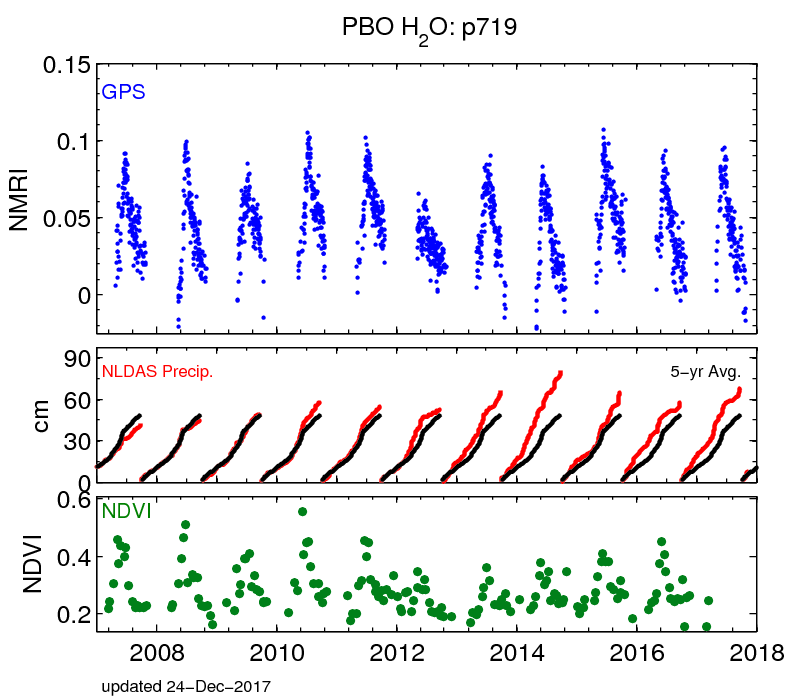 PBO H2O: p719
0.15
GPS
0.1
NMRI
0.05
0
90
NLDAS Precip.
5−yr Avg.
60
cm
30
0
0.6
NDVI
0.4
NDVI
0.2
2008 2010 2012 2014 2016 2018
updated 24−Dec−2017